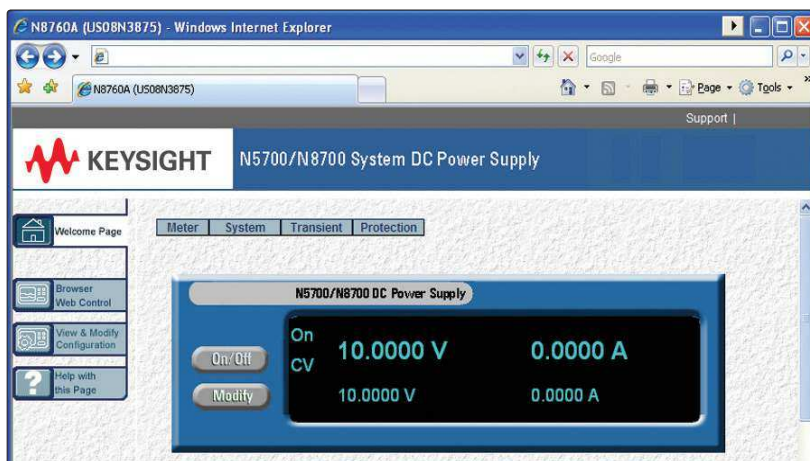 N8760A (US08N3875) - Windows Internet Explorer
Google
N8760A (US08N3875)
Page
Tools
Support |
KEYSIGHT
N5700/N8700 System DC Power Supply
Welcome Page
Meter
System
Transient
Protection
Browser
Web Control
N5700/N8700 DC Power Supply
View & Modify
Configuration
On/Off
On
CV
10.0000 V
0.0000 A
Help with
this Page
Modify
10.0000 V
0.0000 A